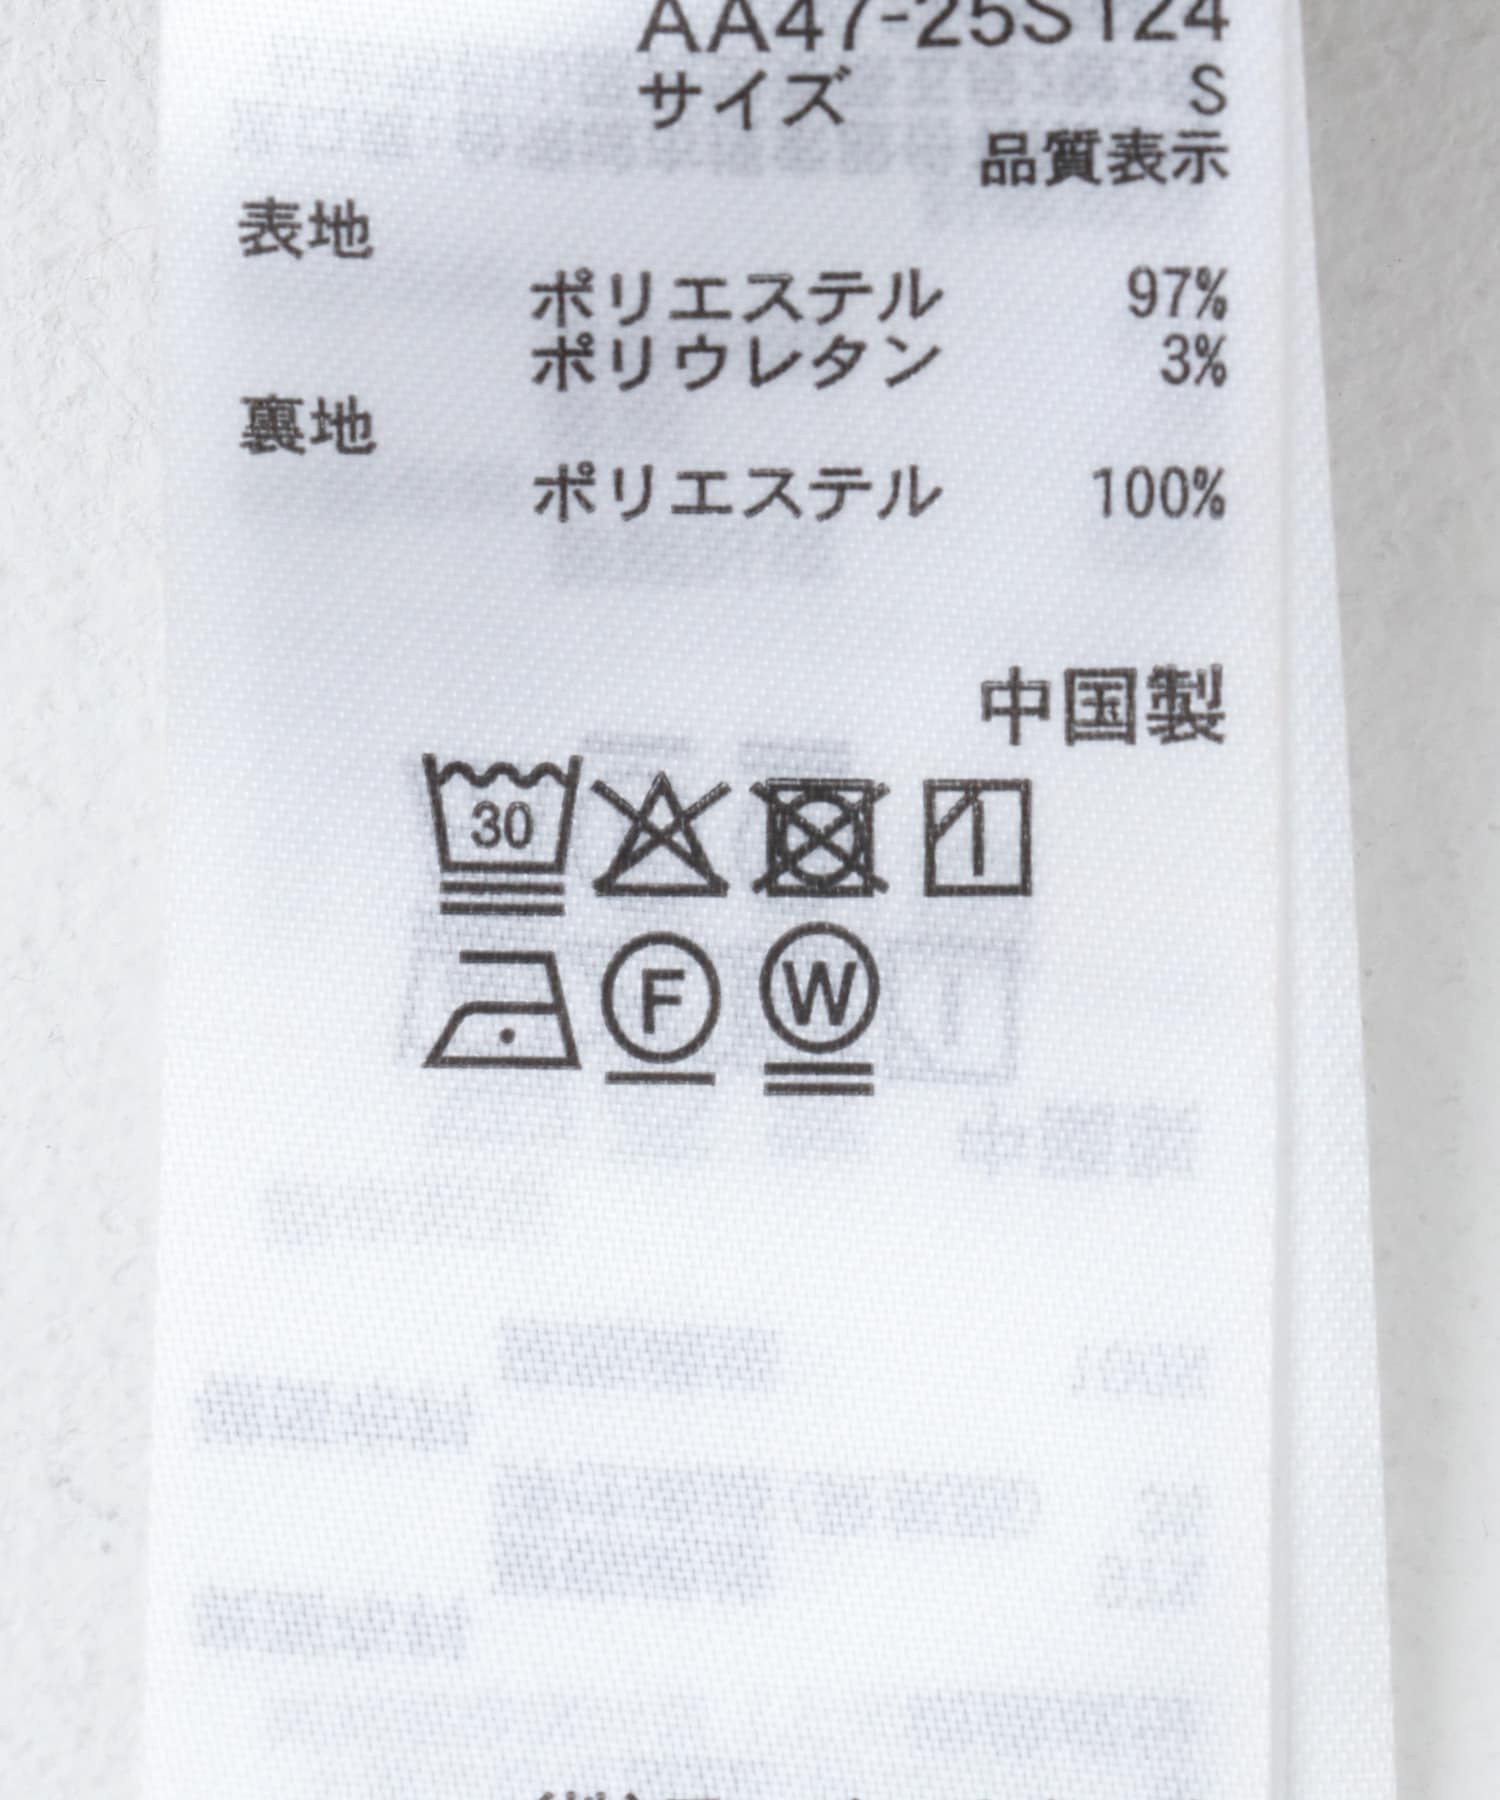 AA47-25ST24
サイズ S
品質表示
表地
ポリエステル 97%
ポリウレタン 3%
裏地
ポリエステル 100%
中国製
30
F W